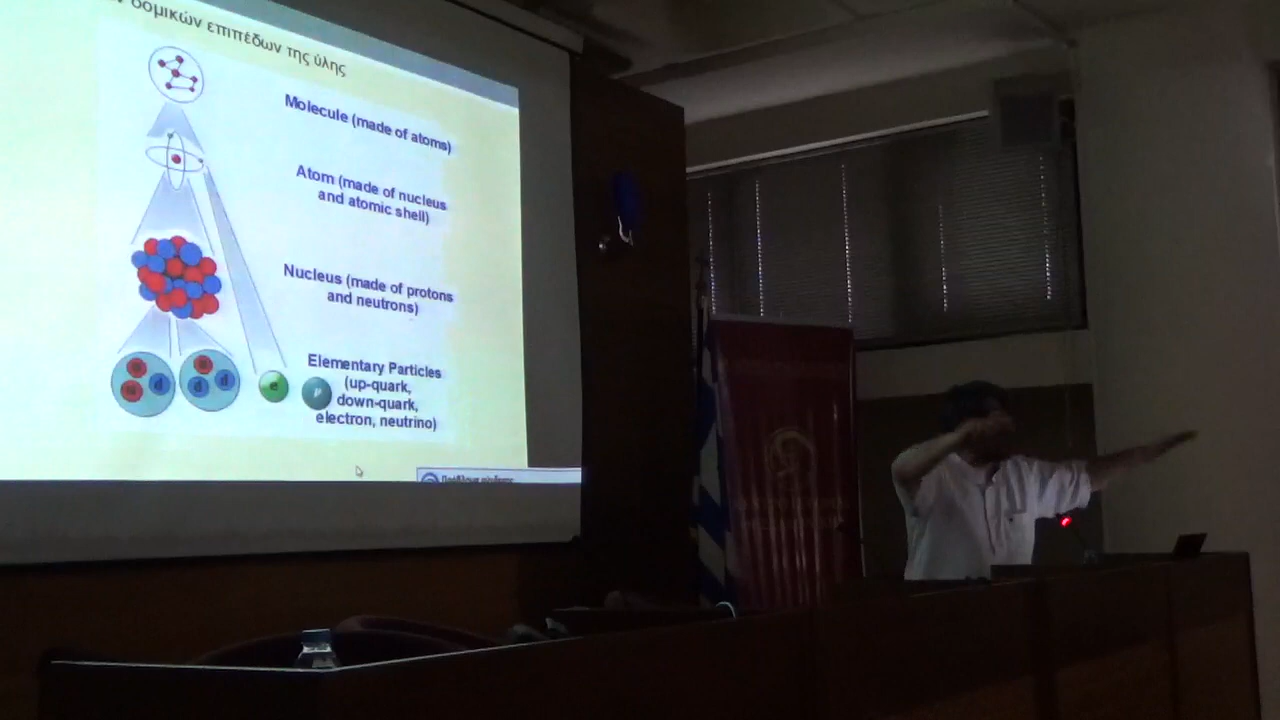 δομικών επιπέδων της ύλης
Molecule (made of atoms)
Atom (made of nucleus
and atomic shell)
Nucleus (made of protons
and neutrons)
Elementary Particles
(up-quark,
down-quark,
electron, neutrino)
u
u d
u
d d
e
ν